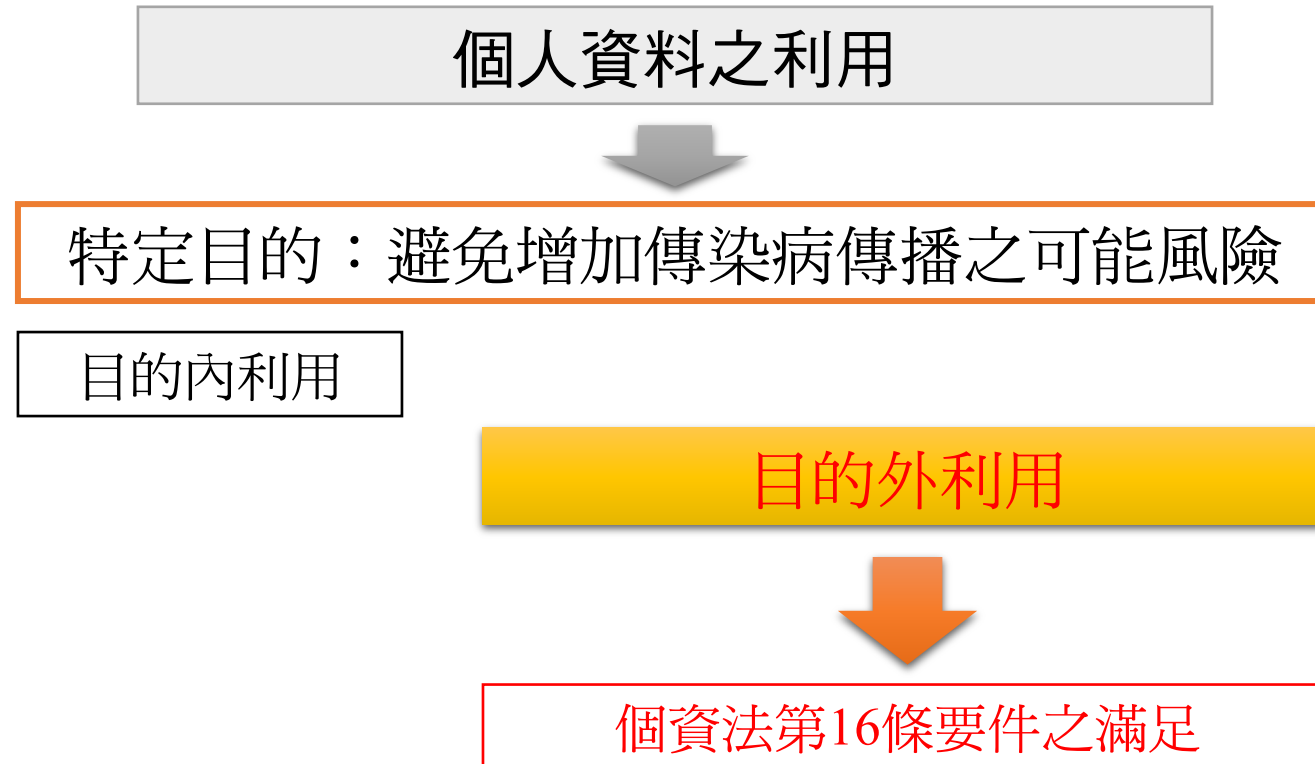 個人資料之利用
特定目的：避免增加傳染病傳播之可能風險
目的內利用
目的外利用
個資法第16條要件之滿足